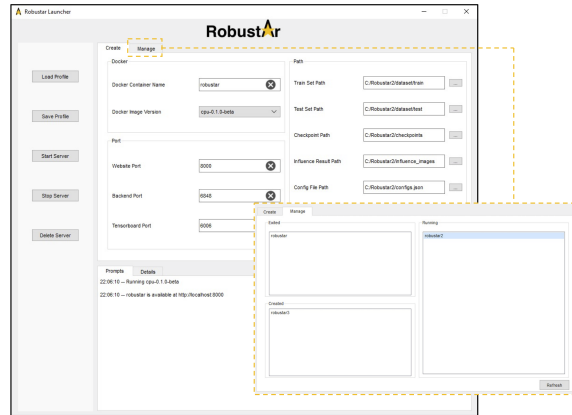 Robustar Launcher
RobustAr
Create Manage
Docker
Docker Container Name robustar
Docker Image Version cpu-0.1.0-beta
Port
Website Port 8000
Backend Port 6848
Tensorboard Port 6006
Path
Train Set Path C:/Robustar2/dataset/train ...
Test Set Path C:/Robustar2/dataset/test ...
Checkpoint Path C:/Robustar2/checkpoints ...
Influence Result Path C:/Robustar2/influence_images ...
Config File Path C:/Robustar2/configs.json ...
Load Profile
Save Profile
Start Server
Stop Server
Delete Server
Prompts Details
22:06:10 -- Running cpu-0.1.0-beta
22:06:10 -- robustar is available at http://localhost:8000
Create Manage
Exited
robustar
Created
robustar3
Running
robustar2
Refresh